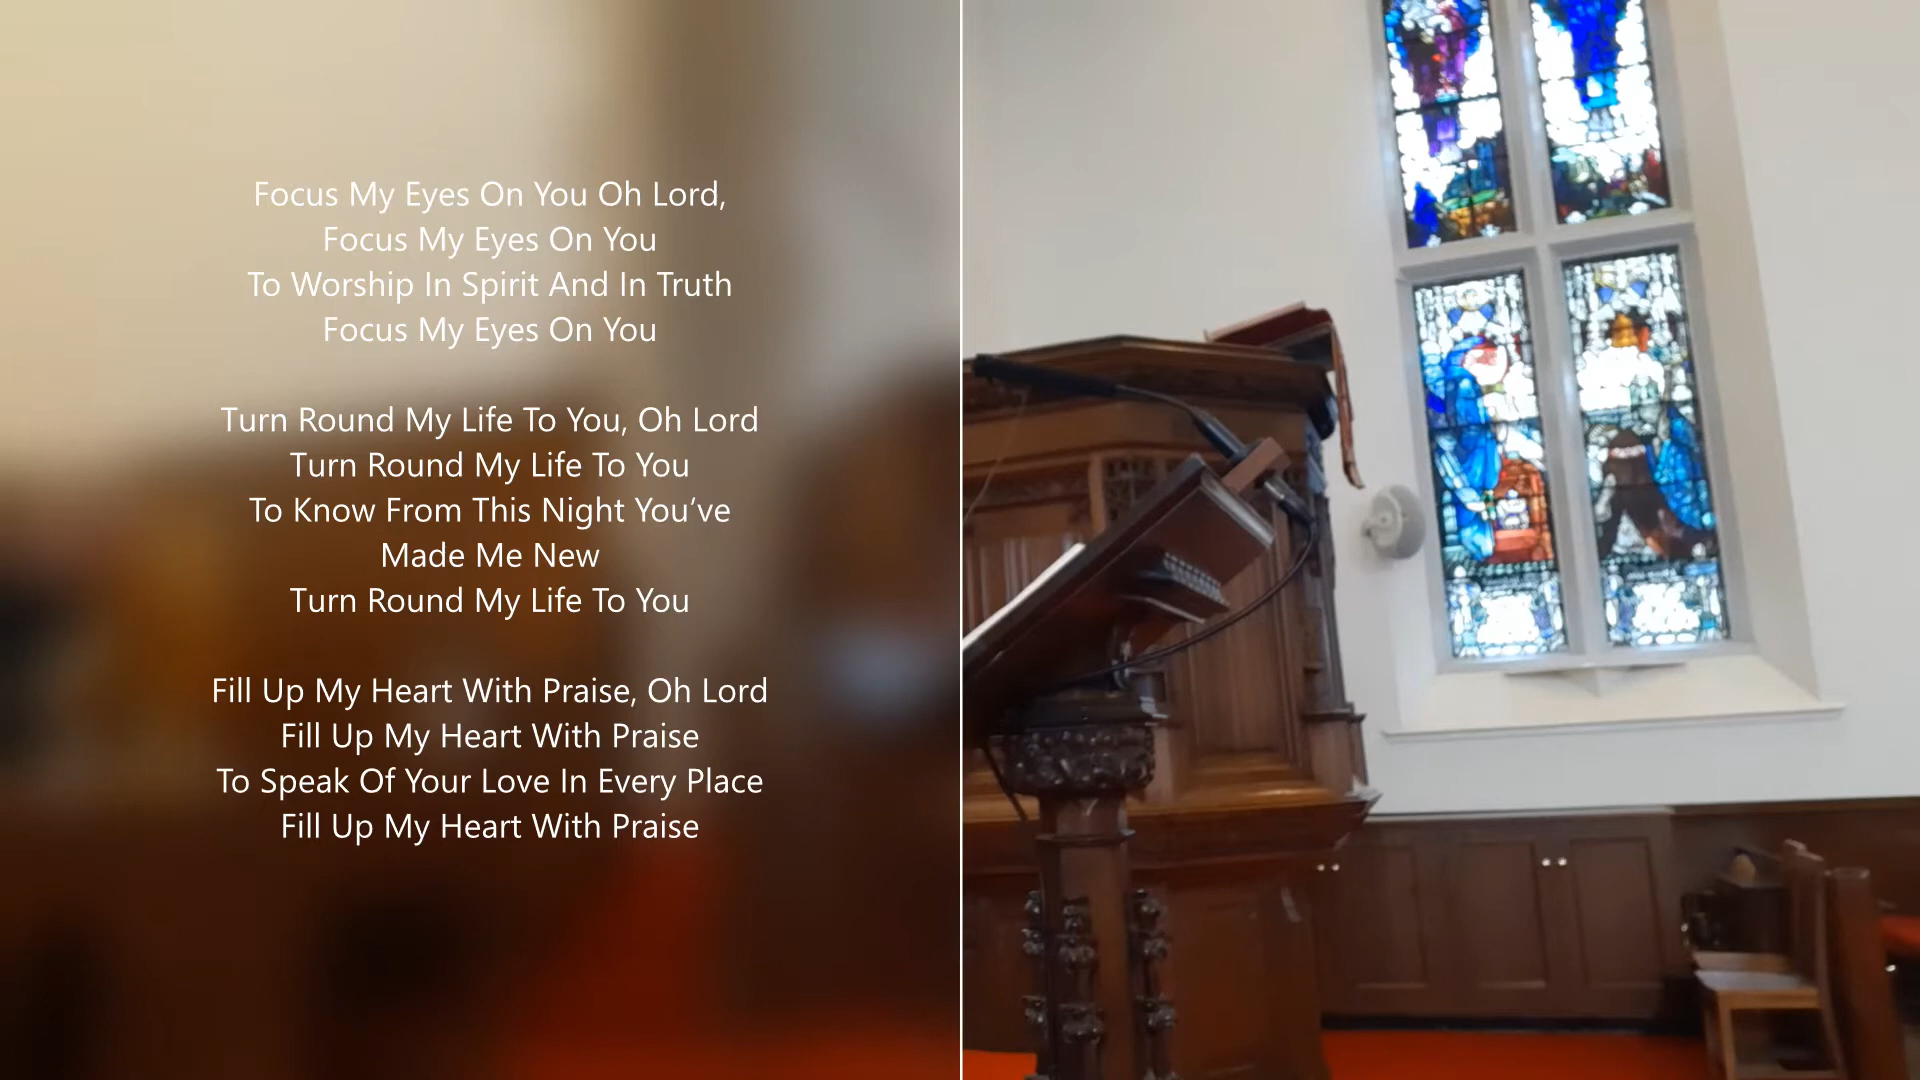 Focus My Eyes On You Oh Lord,
Focus My Eyes On You
To Worship In Spirit And In Truth
Focus My Eyes On You
Turn Round My Life To You, Oh Lord
Turn Round My Life To You
To Know From This Night You’ve
Made Me New
Turn Round My Life To You
Fill Up My Heart With Praise, Oh Lord
Fill Up My Heart With Praise
To Speak Of Your Love In Every Place
Fill Up My Heart With Praise